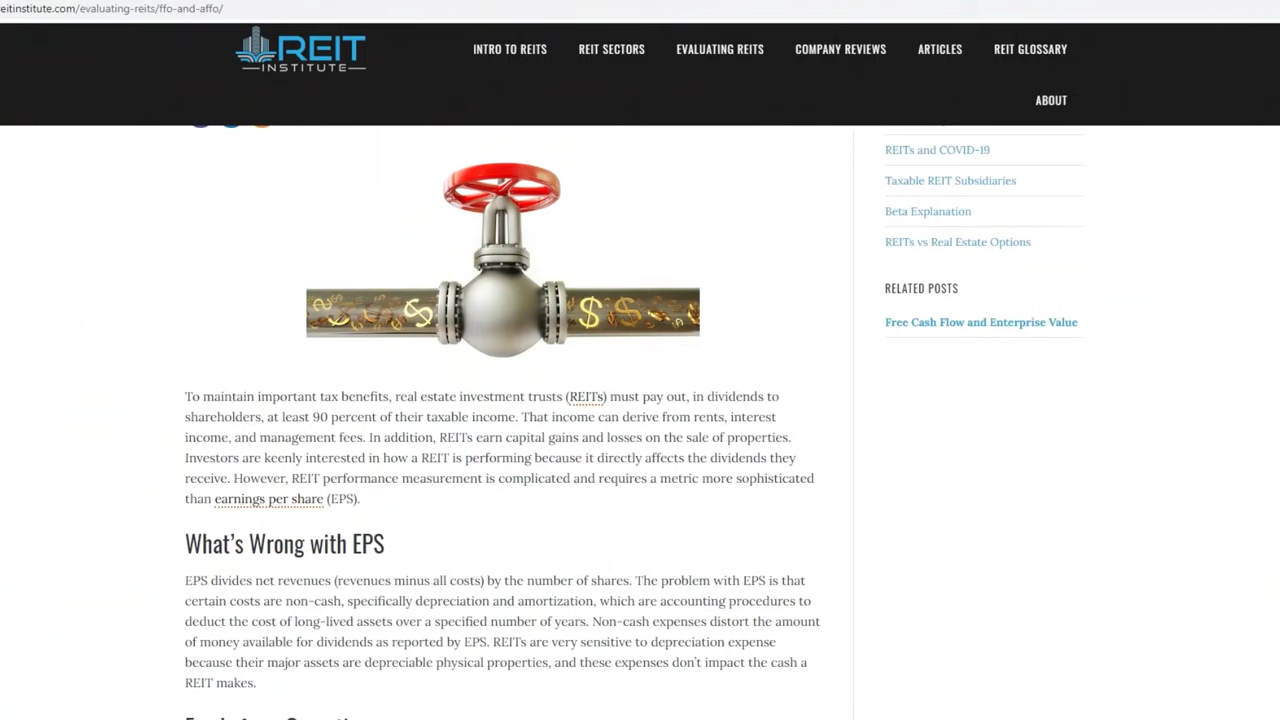 reitinstitute.com/evaluating-reits/ffo-and-affo/
REIT
INSTITUTE
INTRO TO REITS
REIT SECTORS
EVALUATING REITS
COMPANY REVIEWS
ARTICLES
REIT GLOSSARY
ABOUT
To maintain important tax benefits, real estate investment trusts (REITs) must pay out, in dividends to
shareholders, at least 90 percent of their taxable income. That income can derive from rents, interest
income, and management fees. In addition, REITs earn capital gains and losses on the sale of properties.
Investors are keenly interested in how a REIT is performing because it directly affects the dividends they
receive. However, REIT performance measurement is complicated and requires a metric more sophisticated
than earnings per share (EPS).
What's Wrong with EPS
EPS divides net revenues (revenues minus all costs) by the number of shares. The problem with EPS is that
certain costs are non-cash, specifically depreciation and amortization, which are accounting procedures to
deduct the cost of long-lived assets over a specified number of years. Non-cash expenses distort the amount
of money available for dividends as reported by EPS. REITs are very sensitive to depreciation expense
because their major assets are depreciable physical properties, and these expenses don't impact the cash a
REIT makes.
REITs and COVID-19
Taxable REIT Subsidiaries
Beta Explanation
REITs vs Real Estate Options
RELATED POSTS
Free Cash Flow and Enterprise Value